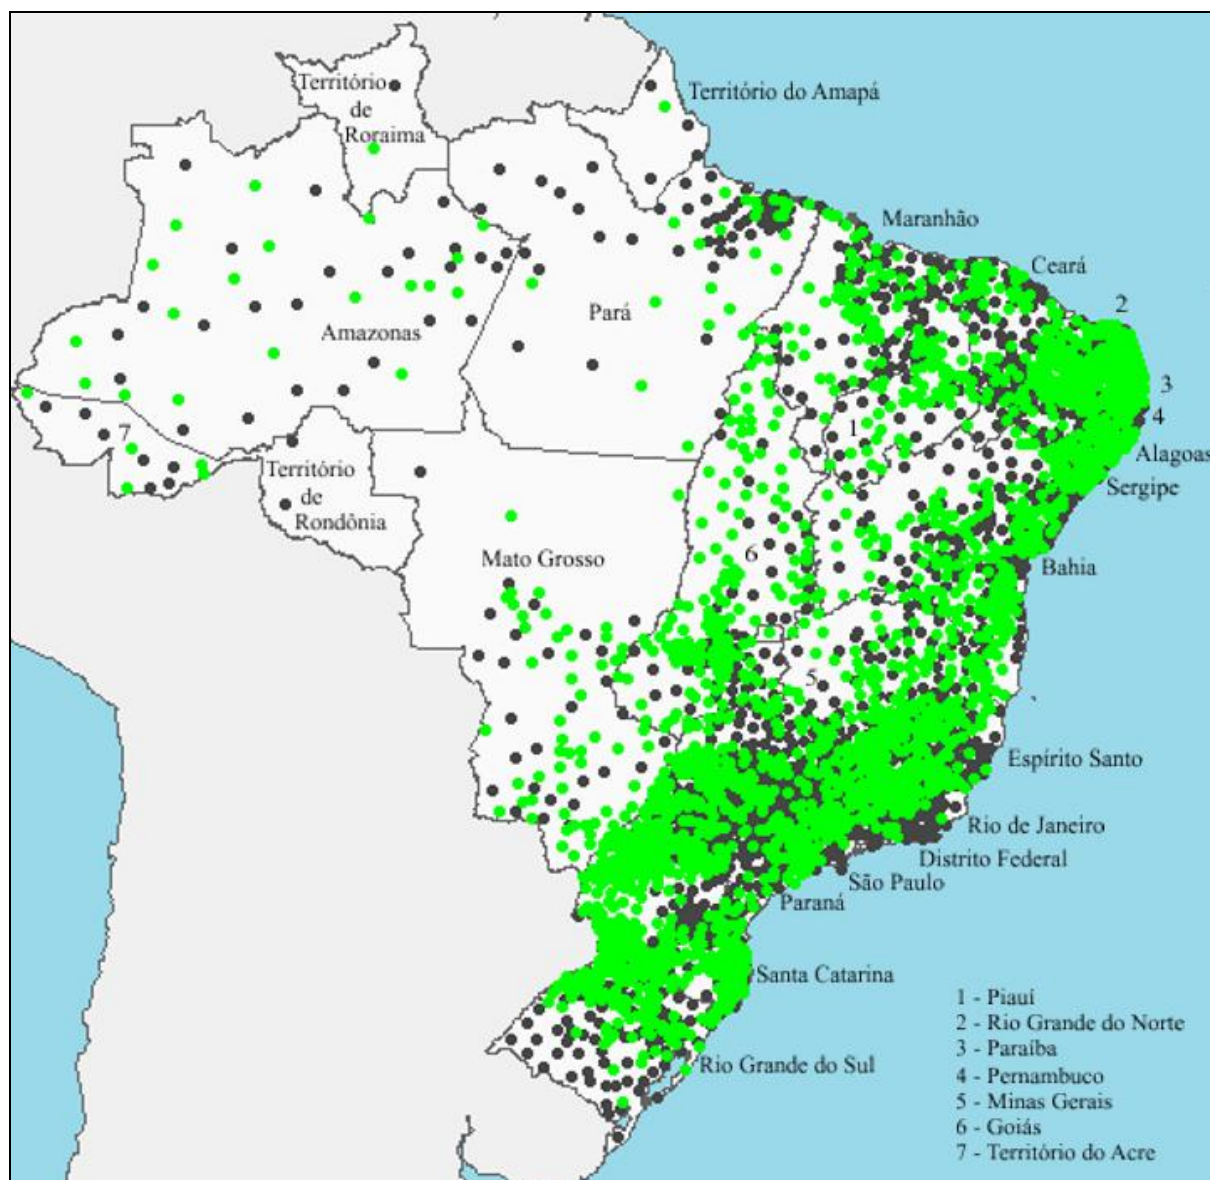 Território
de
Roraima
Território do Amapá
Maranhão
Ceará
2
Pará
Amazonas
3
4
1
7
Alagoas
Território
de
Rondônia
Sergipe
Mato Grosso
6
Bahia
5
Espírito Santo
Rio de Janeiro
Distrito Federal
São Paulo
Paraná
Santa Catarina
1 - Piauí
2 - Rio Grande do Norte
3 - Paraíba
Rio Grande do Sul
4 - Pernambuco
5 - Minas Gerais
6 - Goiás
7 - Território do Acre